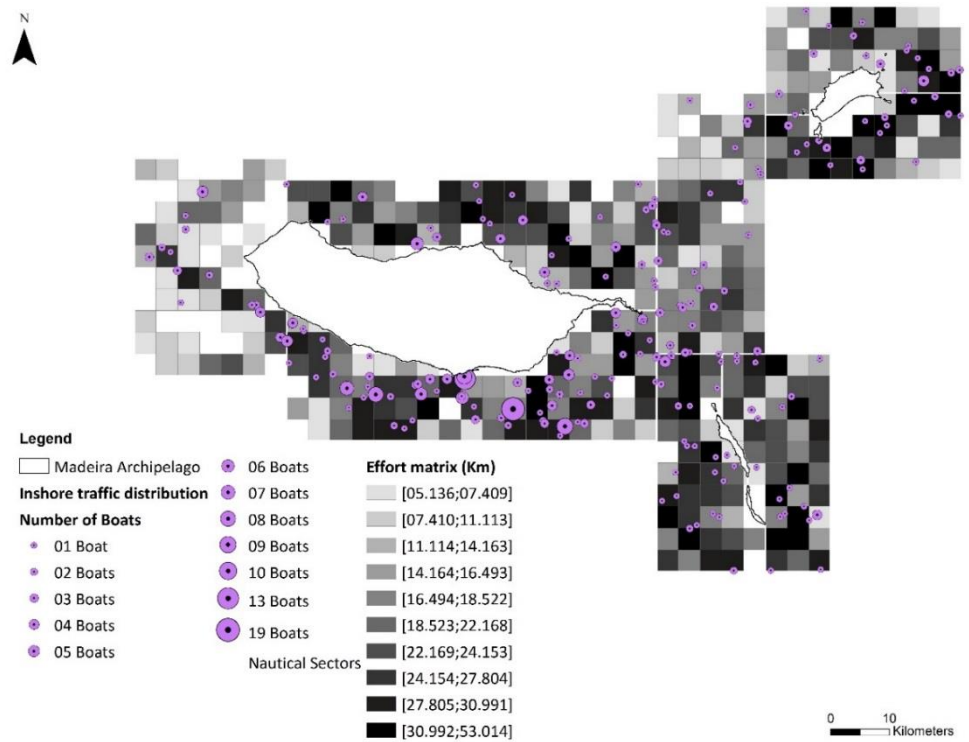 N
Legend
Madeira Archipelago
Inshore traffic distribution
Number of Boats
01 Boat
02 Boats
03 Boats
04 Boats
05 Boats
06 Boats
07 Boats
08 Boats
09 Boats
10 Boats
13 Boats
19 Boats
Nautical Sectors
Effort matrix (Km)
[05.136;07.409]
[07.410;11.113]
[11.114;14.163]
[14.164;16.493]
[16.494;18.522]
[18.523;22.168]
[22.169;24.153]
[24.154;27.804]
[27.805;30.991]
[30.992;53.014]
0 10
Kilometers